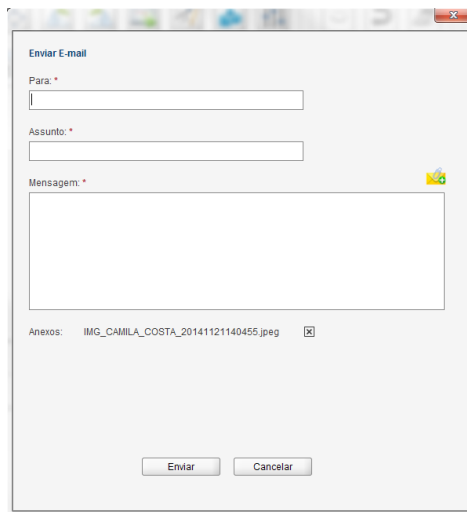 Enviar E-mail
Para: *
Assunto: *
Mensagem: *
Anexos: IMG_CAMILA_COSTA_20141121140455.jpeg
Enviar Cancelar